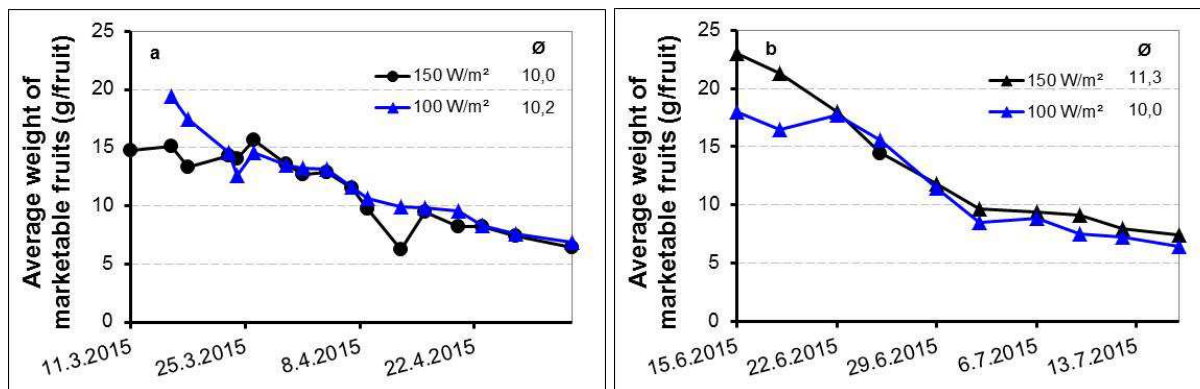 Average weight of
marketable fruits (g/fruit)
25
20
15
10
5
0
a
Ø
150 W/m² 10,0
100 W/m² 10,2
11.3.2015
25.3.2015
8.4.2015
22.4.2015
Average weight of
marketable fruits (g/fruit)
25
20
15
10
5
0
b
Ø
150 W/m² 11,3
100 W/m² 10,0
15.6.2015
22.6.2015
29.6.2015
6.7.2015
13.7.2015